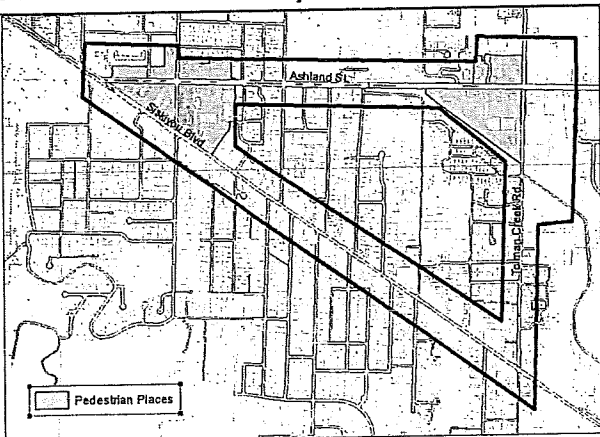 Ashland St.
Siskiyou Blvd
Tolman Creek Rd.
Pedestrian Places